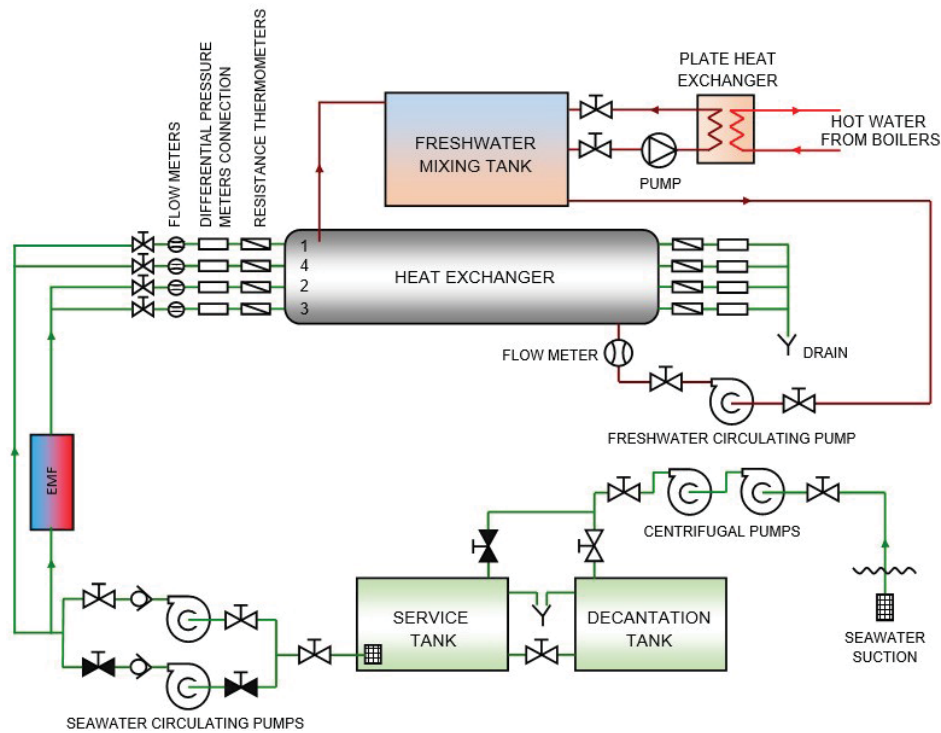 FLOW METERS
DIFFERENTIAL PRESSURE
METERS CONNECTION
RESISTANCE THERMOMETERS
PLATE HEAT
EXCHANGER
FRESHWATER
MIXING TANK
HOT WATER
FROM BOILERS
PUMP
1
4
2
3
HEAT EXCHANGER
FLOW METER
DRAIN
FRESHWATER CIRCULATING PUMP
EMF
CENTRIFUGAL PUMPS
SERVICE
TANK
DECANTATION
TANK
SEAWATER
SUCTION
SEAWATER CIRCULATING PUMPS